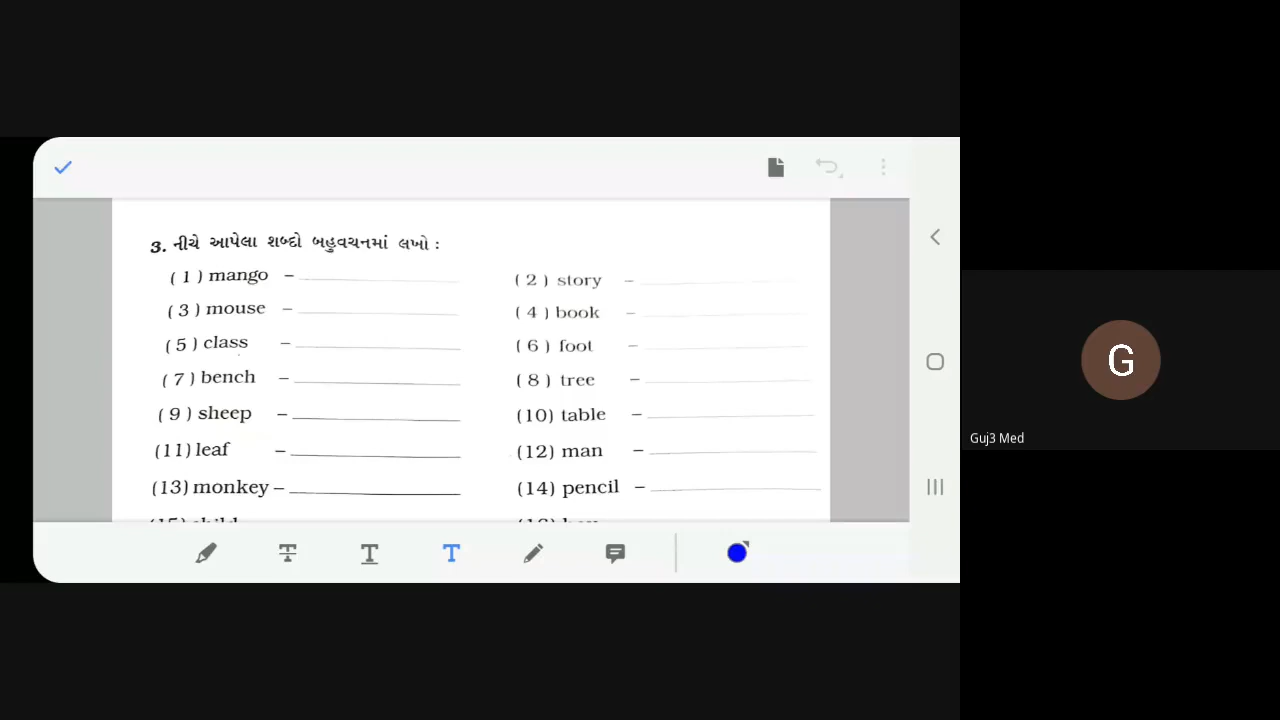 3. નીચે આપેલા શબ્દો બહુવચનમાં લખો :
( 1 ) mango – ( 2 ) story –
( 3 ) mouse – ( 4 ) book –
( 5 ) class – ( 6 ) foot –
( 7 ) bench – ( 8 ) tree –
( 9 ) sheep – (10) table –
(11) leaf – (12) man –
(13) monkey – (14) pencil –
G
Guj3 Med